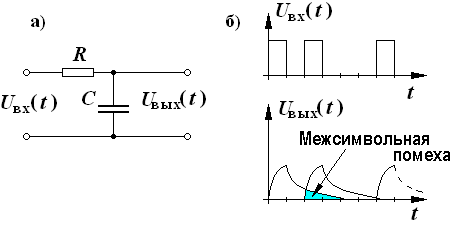 а)
R
Uвх(t)
C
Uвых(t)
б)
Uвх(t)
t
Uвых(t)
Межсимвольная
помеха
t